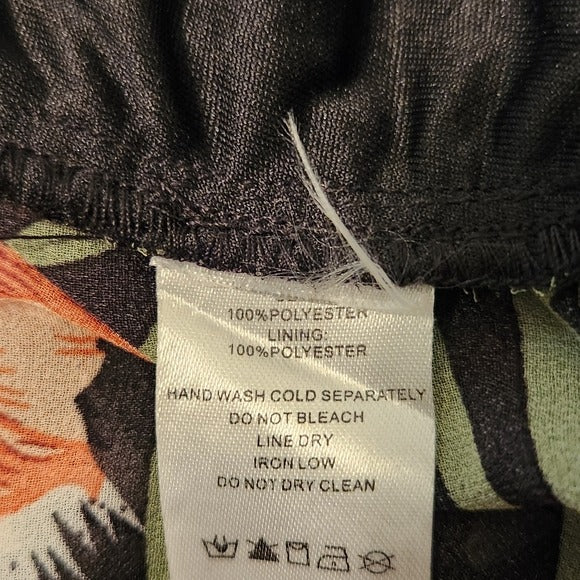 100%POLYESTER
LINING:
100%POLYESTER
HAND WASH COLD SEPARATELY
DO NOT BLEACH
LINE DRY
IRON LOW
DO NOT DRY CLEAN